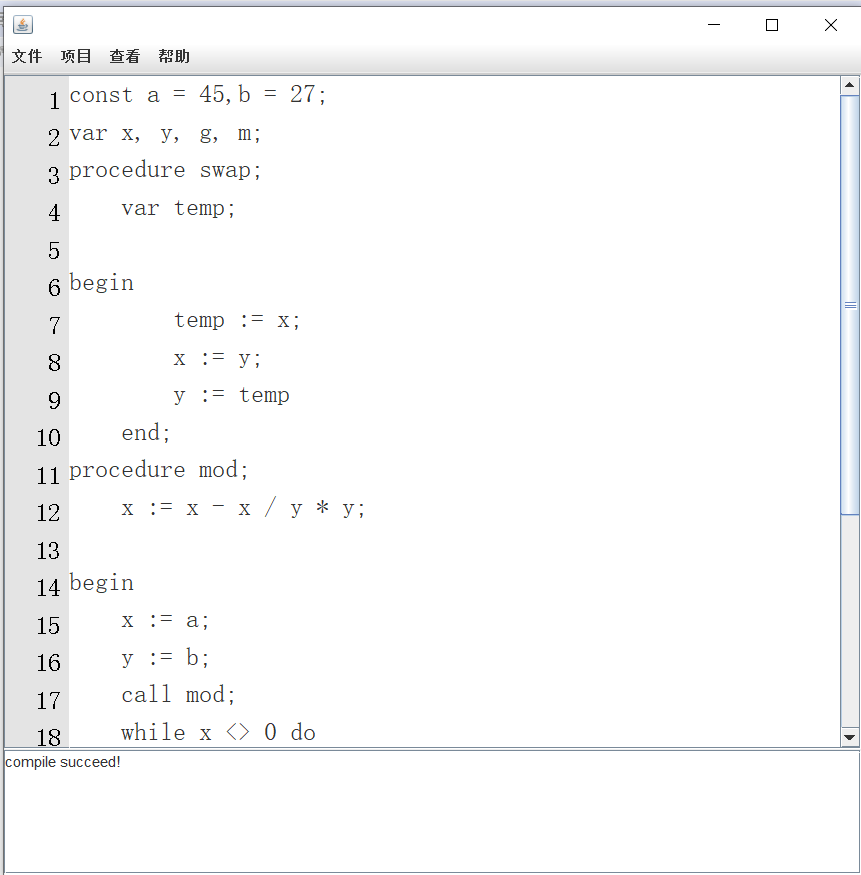 文件 项目 查看 帮助
1 const a = 45,b = 27;
2 var x, y, g, m;
3 procedure swap;
4     var temp;
5
6 begin
7         temp := x;
8         x := y;
9         y := temp
10     end;
11 procedure mod;
12     x := x - x / y * y;
13
14 begin
15     x := a;
16     y := b;
17     call mod;
18     while x <> 0 do
compile succeed!